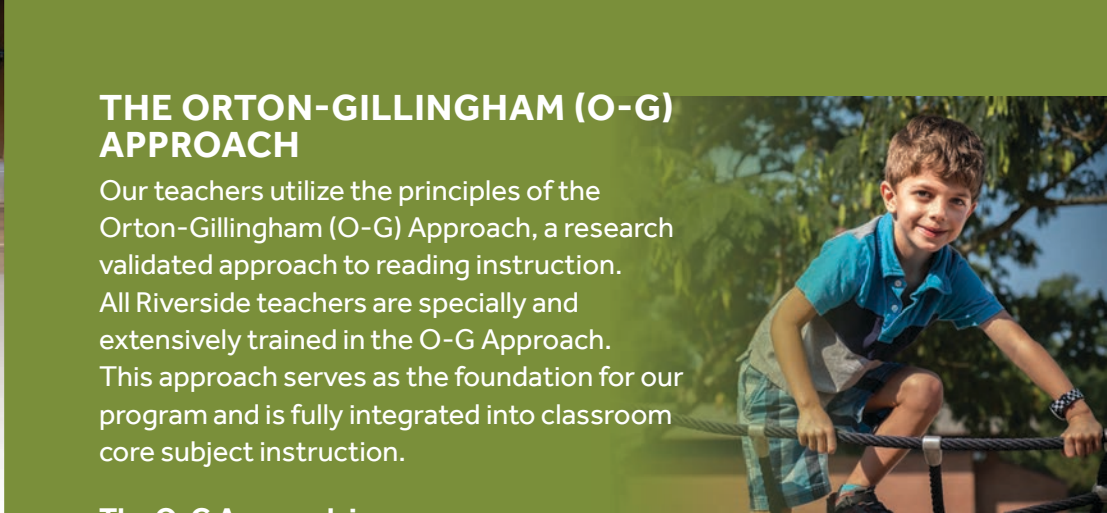 THE ORTON-GILLINGHAM (O-G)
APPROACH
Our teachers utilize the principles of the
Orton-Gillingham (O-G) Approach, a research
validated approach to reading instruction.
All Riverside teachers are specially and
extensively trained in the O-G Approach.
This approach serves as the foundation for our
program and is fully integrated into classroom
core subject instruction.